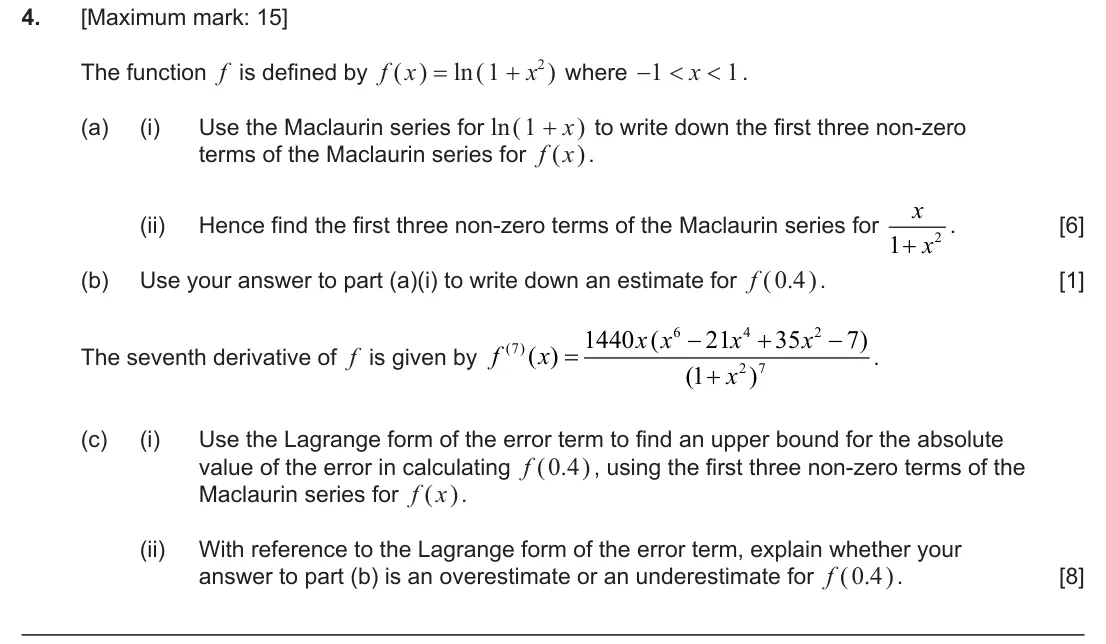 4. [Maximum mark: 15]
The function f is defined by f(x) = ln(1 + x²) where −1 < x < 1.
(a) (i) Use the Maclaurin series for ln(1 + x) to write down the first three non-zero
terms of the Maclaurin series for f(x).
(ii) Hence find the first three non-zero terms of the Maclaurin series for x/(1 + x²). [6]
(b) Use your answer to part (a)(i) to write down an estimate for f(0.4). [1]
The seventh derivative of f is given by f⁽⁷⁾(x) = 1440x(x⁶ − 21x⁴ + 35x² − 7)/(1 + x²)⁷.
(c) (i) Use the Lagrange form of the error term to find an upper bound for the absolute
value of the error in calculating f(0.4), using the first three non-zero terms of the
Maclaurin series for f(x).
(ii) With reference to the Lagrange form of the error term, explain whether your
answer to part (b) is an overestimate or an underestimate for f(0.4). [8]